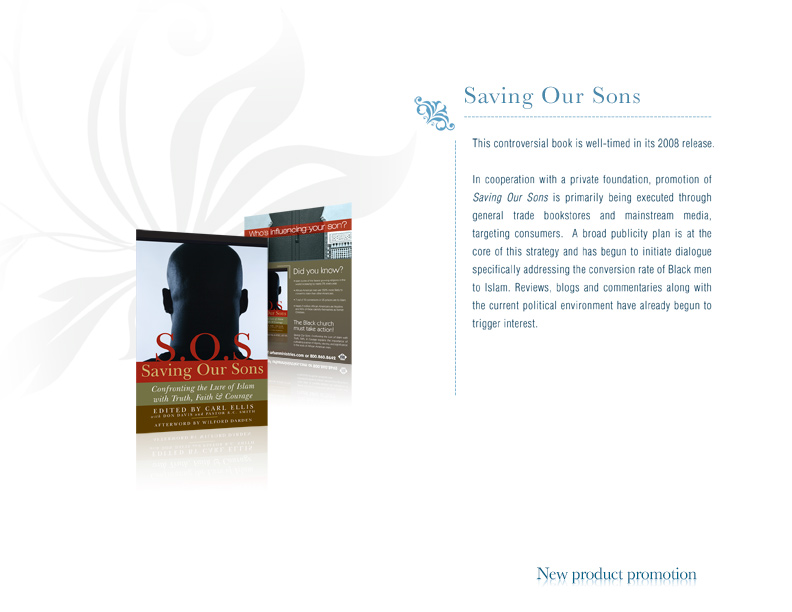 Saving Our Sons
This controversial book is well-timed in its 2008 release.
In cooperation with a private foundation, promotion of
Saving Our Sons is primarily being executed through
general trade bookstores and mainstream media,
targeting consumers. A broad publicity plan is at the
core of this strategy and has begun to initiate dialogue
specifically addressing the conversion rate of Black men
to Islam. Reviews, blogs and commentaries along with
the current political environment have already begun to
trigger interest.
Who's influencing your son?
Did you know?
The Black church
must take action!
S.O.S
Saving Our Sons
Confronting the Lure of Islam
with Truth, Faith & Courage
EDITED BY CARL ELLIS
AFTERWORD BY WILFORD DARDEN
New product promotion